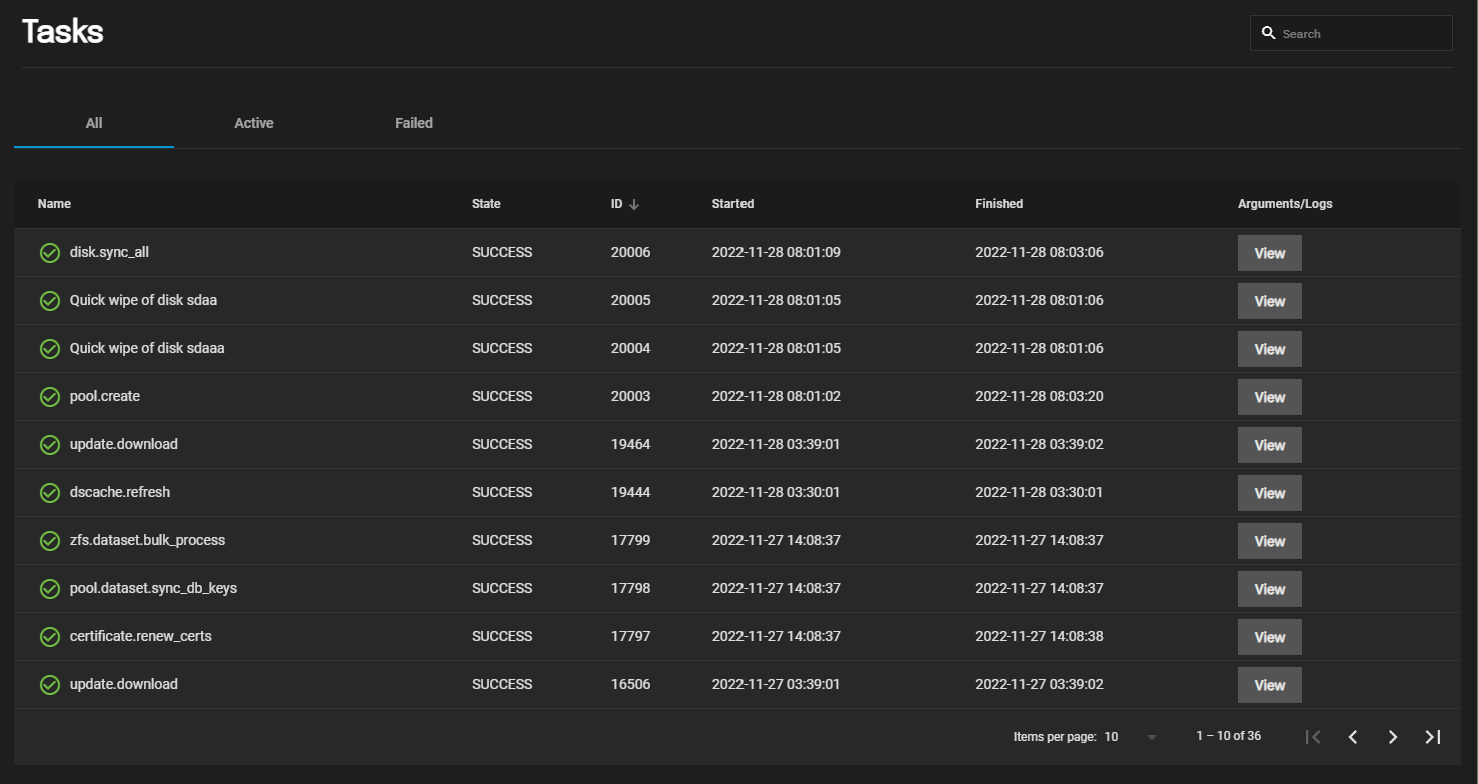 Tasks
Search
All Active Failed
Name State ID Started Finished Arguments/Logs
disk.sync_all SUCCESS 20006 2022-11-28 08:01:09 2022-11-28 08:03:06 View
Quick wipe of disk sdaa SUCCESS 20005 2022-11-28 08:01:05 2022-11-28 08:01:06 View
Quick wipe of disk sdaaa SUCCESS 20004 2022-11-28 08:01:05 2022-11-28 08:01:06 View
pool.create SUCCESS 20003 2022-11-28 08:01:02 2022-11-28 08:03:20 View
update.download SUCCESS 19464 2022-11-28 03:39:01 2022-11-28 03:39:02 View
dscache.refresh SUCCESS 19444 2022-11-28 03:30:01 2022-11-28 03:30:01 View
zfs.dataset.bulk_process SUCCESS 17799 2022-11-27 14:08:37 2022-11-27 14:08:37 View
pool.dataset.sync_db_keys SUCCESS 17798 2022-11-27 14:08:37 2022-11-27 14:08:37 View
certificate.renew_certs SUCCESS 17797 2022-11-27 14:08:37 2022-11-27 14:08:38 View
update.download SUCCESS 16506 2022-11-27 03:39:01 2022-11-27 03:39:02 View
Items per page: 10 1 – 10 of 36